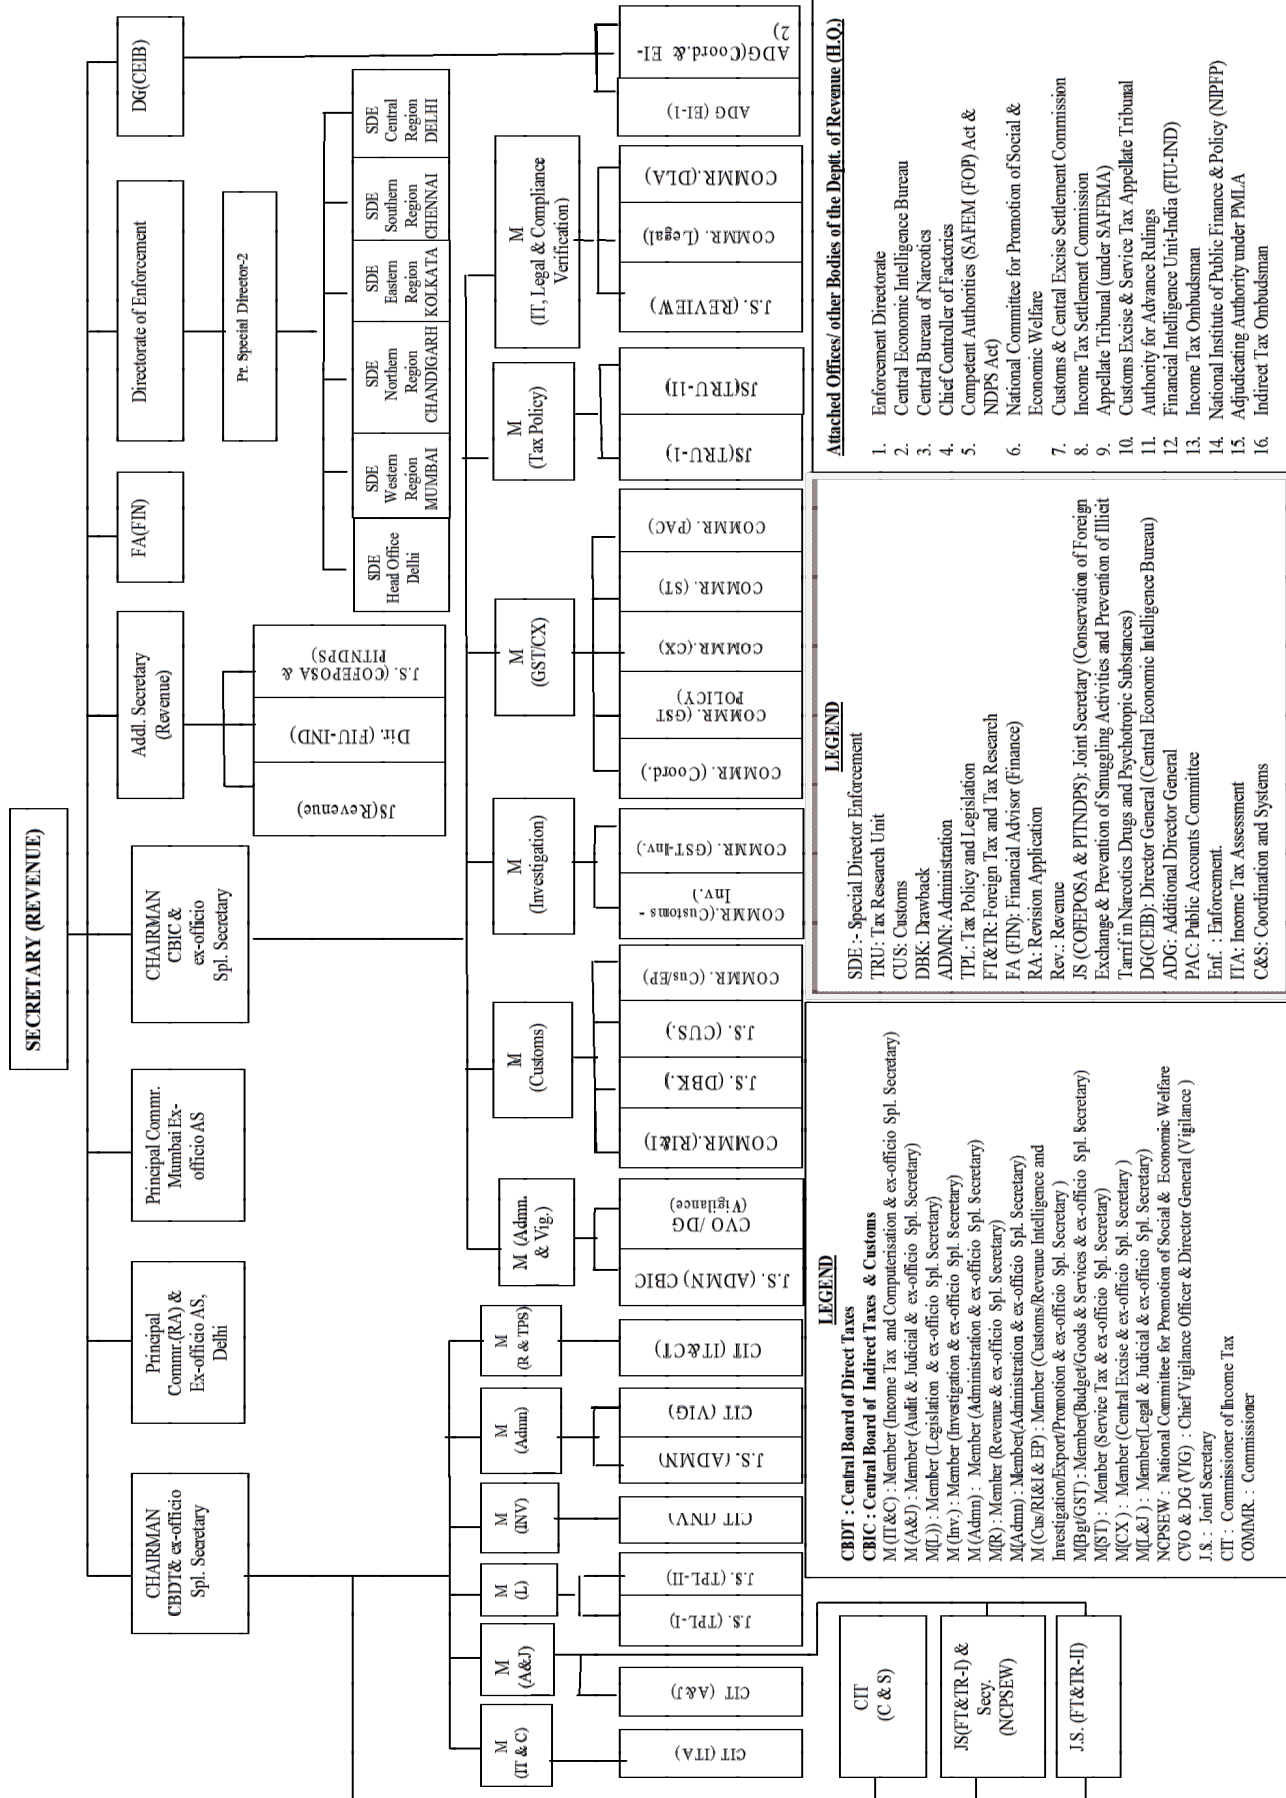 SECRETARY (REVENUE)
CHAIRMAN
CBDT& ex-officio
Spl. Secretary
Principal
Commr.(RA) &
Ex-officio AS,
Delhi
Principal Commr.
Mumbai Ex-
officio AS
CHAIRMAN
CBIC &
ex-officio
Spl. Secretary
Addl. Secretary
(Revenue)
FA(FIN)
Directorate of Enforcement
DG(CEIB)
JS(Revenue)
Dir. (FIU-IND)
J.S. (COFEPOSA &
PITNDPS)
Pr. Special Director-2
SDE
Head Office
Delhi
SDE
Western
Region
MUMBAI
SDE
Northern
Region
CHANDIGARH
SDE
Eastern
Region
KOLKATA
SDE
Southern
Region
CHENNAI
SDE
Central
Region
DELHI
M
(IT & C)
M
(A&J)
M
(L)
M
(INV)
M
(Admn)
M
(R & TPS)
M (Admn.
& Vig.)
M
(Customs)
M
(Investigation)
M
(GST/CX)
M
(Tax Policy)
M
(IT, Legal & Compliance
Verification)
CIT (ITA)
CIT (A&J)
J.S. (TPL-I)
J.S. (TPL-II)
CIT (INV)
J.S. (ADMN)
CIT (VIG)
CIT (IT&CT)
J.S. (ADMN) CBIC
CVO / DG
(Vigilance)
COMMR.(RI&I)
J.S. (DBK.)
J.S. (CUS.)
COMMR. (Cus/EP)
COMMR.(Customs -
Inv.)
COMMR. (GST-Inv.)
COMMR. (Coord.)
COMMR. (GST
POLICY)
COMMR.(CX)
COMMR. (ST)
COMMR. (PAC)
JS(TRU-I)
JS(TRU-II)
J.S. (REVIEW)
COMMR. (Legal)
COMMR. (DLA)
ADG (EI-1)
ADG(Coord.& EI-
2)
CIT
(C & S)
JS(FT&TR-I) &
Secy.
(NCPSEW)
J.S. (FT&TR-II)
LEGEND
CBDT : Central Board of Direct Taxes
CBIC : Central Board of Indirect Taxes & Customs
M (IT&C) : Member (Income Tax and Computerisation & ex-officio Spl. Secretary)
M (A&J) : Member (Audit & Judicial & ex-officio Spl. Secretary)
M(L)) : Member (Legislation & ex-officio Spl. Secretary)
M (Inv.) : Member (Investigation & ex-officio Spl. Secretary)
M (Admn) : Member (Administration & ex-officio Spl. Secretary)
M(R) : Member (Revenue & ex-officio Spl. Secretary)
M(Admn) : Member(Administration & ex-officio Spl. Secretary)
M (Cus/RI&I & EP) : Member (Customs/Revenue Intelligence and
Investigation/Export/Promotion & ex-officio Spl. Secretary )
M(Bgt/GST) : Member(Budget/Goods & Services & ex-officio Spl. Secretary)
M(ST) : Member (Service Tax & ex-officio Spl. Secretary)
M(CX ) : Member (Central Excise & ex-officio Spl. Secretary )
M(L&J ) : Member(Legal & Judicial & ex-officio Spl. Secretary)
NCPSEW : National Committee for Promotion of Social & Economic Welfare
CVO & DG (VIG) : Chief Vigilance Officer & Director General (Vigilance )
J.S. : Joint Secretary
CIT : Commissioner of Income Tax
COMMR. : Commissioner
LEGEND
SDE :- Special Director Enforcement
TRU: Tax Research Unit
CUS: Customs
DBK: Drawback
ADMN: Administration
TPL: Tax Policy and Legislation
FT&TR: Foreign Tax and Tax Research
FA (FIN): Financial Advisor (Finance)
RA: Revision Application
Rev.: Revenue
JS (COFEPOSA & PITNDPS): Joint Secretary (Conservation of Foreign
Exchange & Prevention of Smuggling Activities and Prevention of Illicit
Tarrif in Narcotics Drugs and Psychotropic Substances)
DG(CEIB): Director General (Central Economic Intelligence Bureau)
ADG: Additional Director General
PAC: Public Accounts Committee
Enf. : Enforcement.
ITA: Income Tax Assessment
C&S: Coordination and Systems
Attached Offices/ other Bodies of the Deptt. of Revenue (H.Q.)
1. Enforcement Directorate
2. Central Economic Intelligence Bureau
3. Central Bureau of Narcotics
4. Chief Controller of Factories
5. Competent Authorities (SAFEM (FOP) Act &
NDPS Act)
6. National Committee for Promotion of Social &
Economic Welfare
7. Customs & Central Excise Settlement Commission
8. Income Tax Settlement Commission
9. Appellate Tribunal (under SAFEMA)
10. Customs Excise & Service Tax Appellate Tribunal
11. Authority for Advance Rulings
12. Financial Intelligence Unit-India (FIU-IND)
13. Income Tax Ombudsman
14. National Institute of Public Finance & Policy (NIPFP)
15. Adjudicating Authority under PMLA
16. Indirect Tax Ombudsman